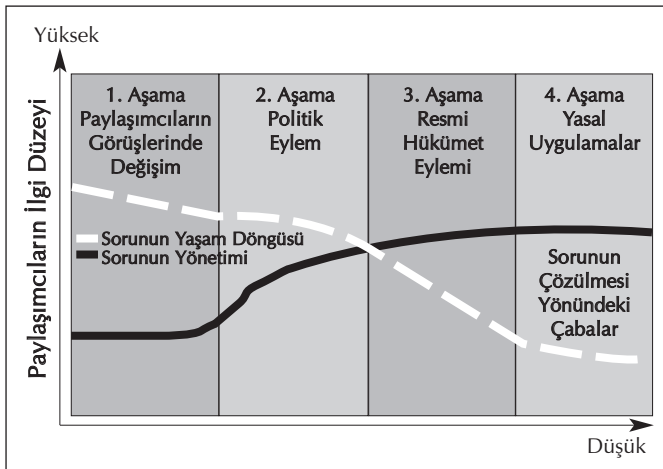 Yüksek
Paylaşımcıların İlgi Düzeyi
1. Aşama
Paylaşımcıların
Görüşlerinde
Değişim
2. Aşama
Politik
Eylem
3. Aşama
Resmi
Hükümet
Eylemi
4. Aşama
Yasal
Uygulamalar
Sorunun Yaşam Döngüsü
Sorunun Yönetimi
Sorunun
Çözülmesi
Yönündeki
Çabalar
Düşük